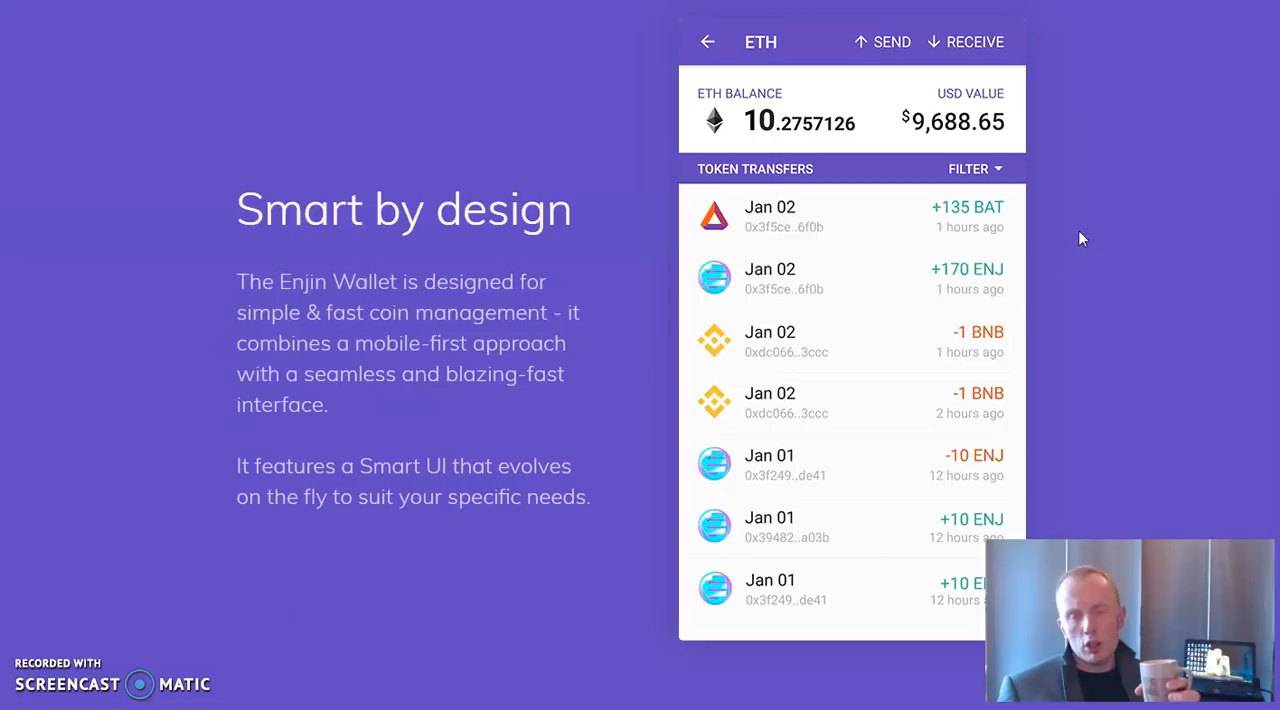 ETH
SEND
RECEIVE
ETH BALANCE
USD VALUE
10.2757126
$9,688.65
TOKEN TRANSFERS
FILTER
Smart by design
The Enjin Wallet is designed for
simple & fast coin management - it
combines a mobile-first approach
with a seamless and blazing-fast
interface.
It features a Smart UI that evolves
on the fly to suit your specific needs.
Jan 02
+135 BAT
0x3f5ce..6f0b
1 hours ago
Jan 02
+170 ENJ
0x3f5ce..6f0b
1 hours ago
Jan 02
-1 BNB
0xdc066..3ccc
1 hours ago
Jan 02
-1 BNB
0xdc066..3ccc
2 hours ago
Jan 01
-10 ENJ
0x3f249..de41
12 hours ago
Jan 01
+10 ENJ
0x39482..a03b
12 hours ago
Jan 01
+10
0x3f249..de41
12 hours
RECORDED WITH
SCREENCAST MATIC